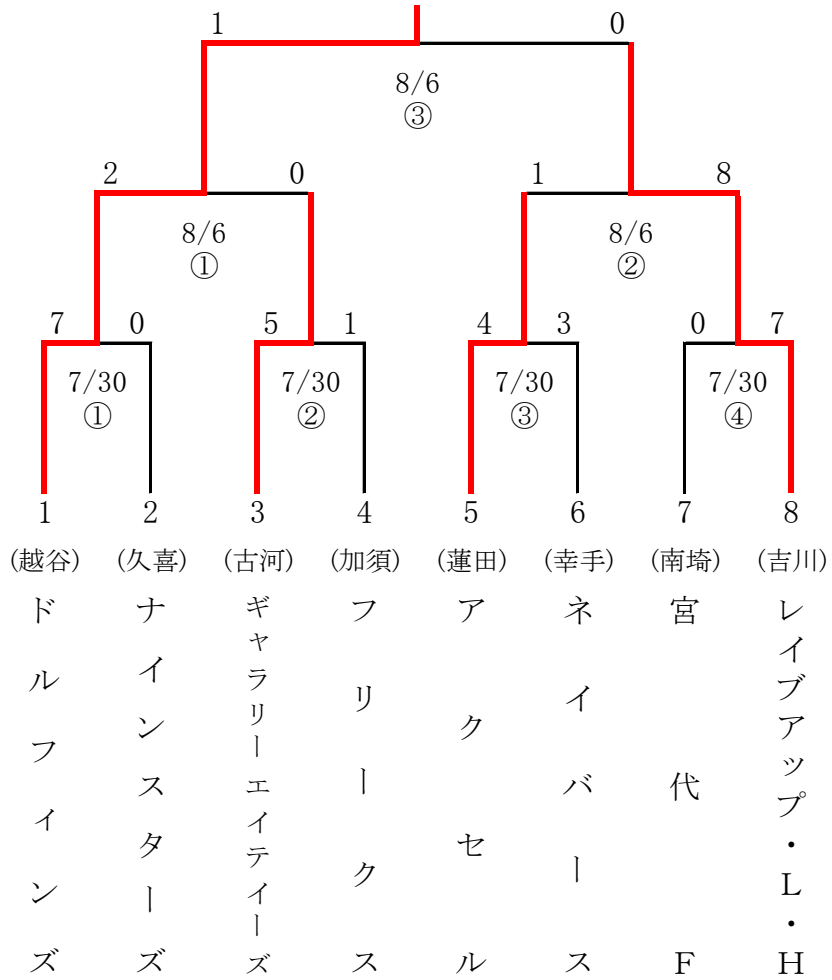 1 0
8/6
③
2 0 1 8
8/6 8/6
① ②
7 0 5 1 4 3 0 7
7/30 7/30 7/30 7/30
① ② ③ ④
1 2 3 4 5 6 7 8
(越谷) (久喜) (古河) (加須) (蓮田) (幸手) (南埼) (吉川)
ドルフィンズ
ナインスターズ
ギャラリーエイティーズ
フリークス
アクセル
ネイバース
宮代F
レイブアップ・L・H